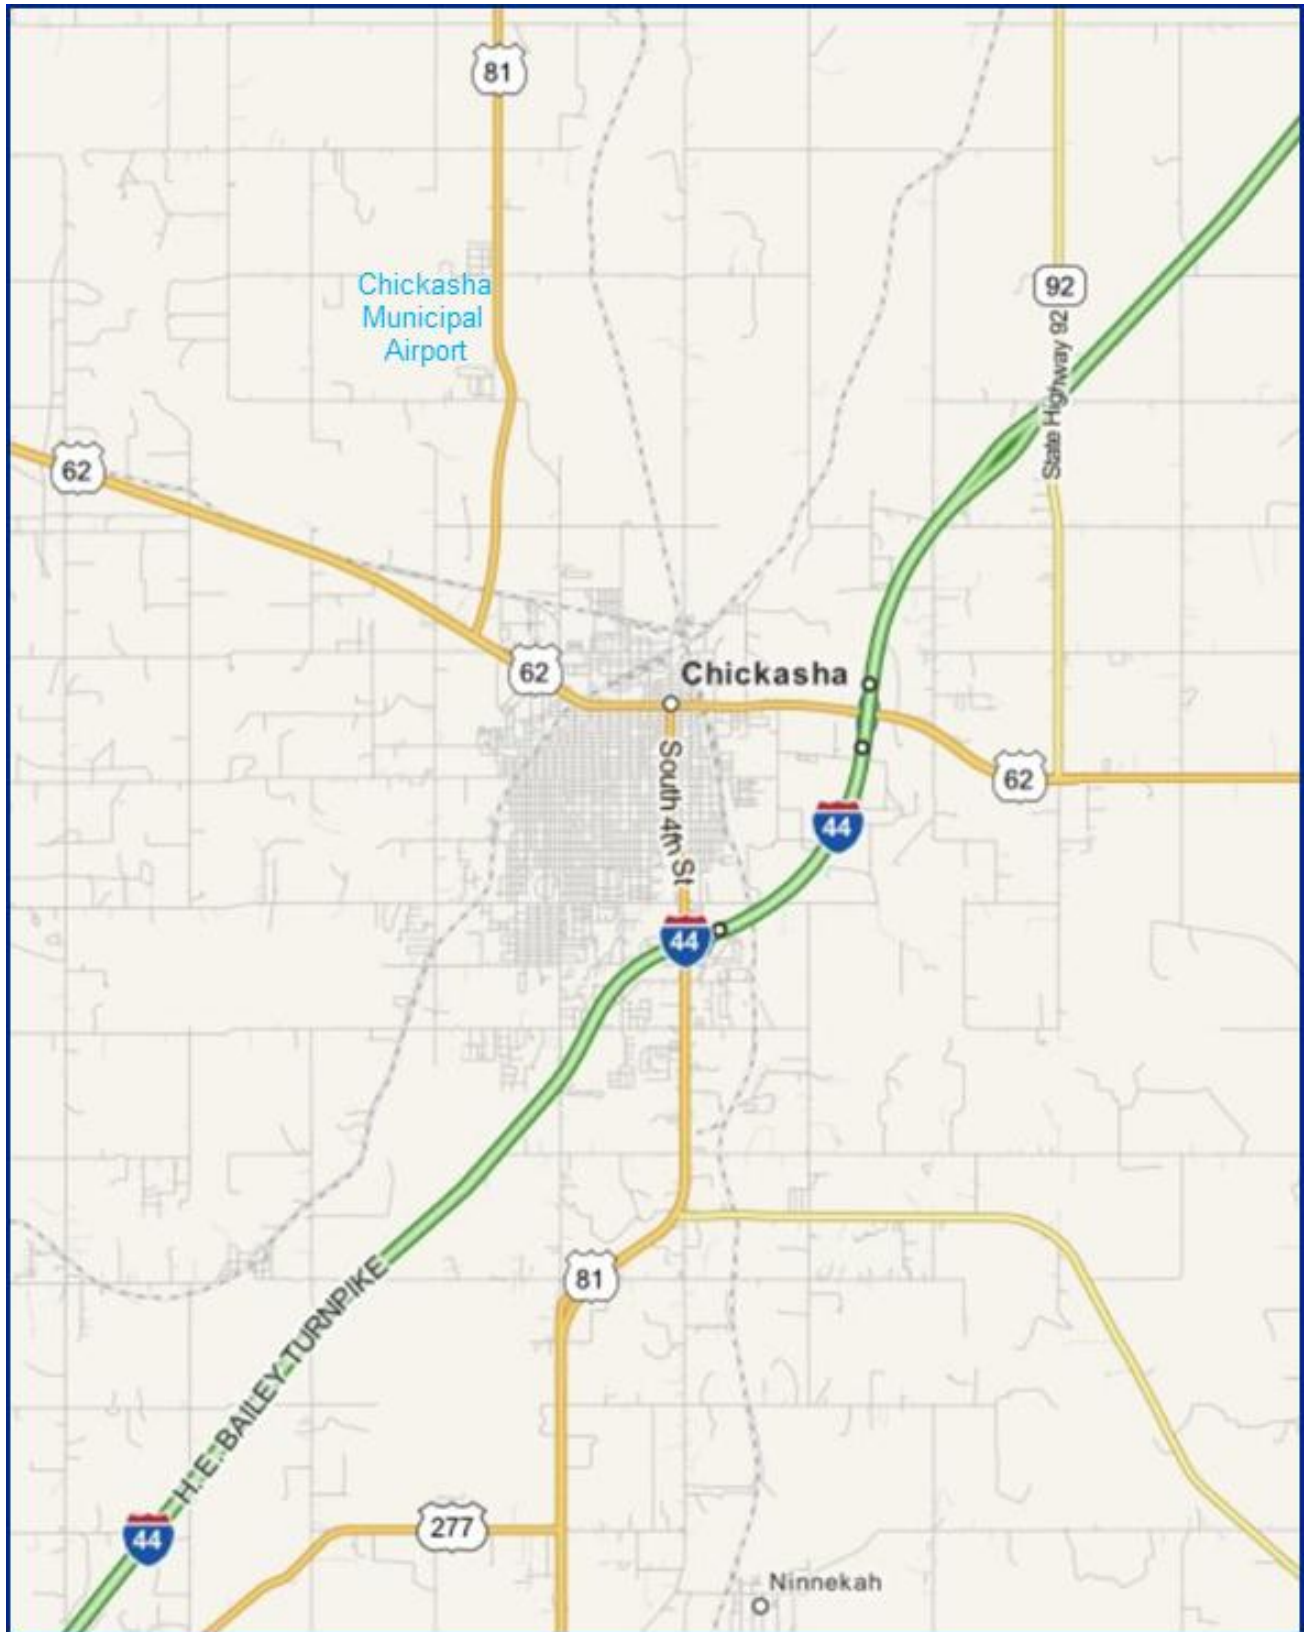 81
Chickasha
Municipal
Airport
92
State Highway 92
62
62
Chickasha
62
South 4th St
44
44
81
H. E. BAILEY TURNPIKE
277
44
Ninnekah